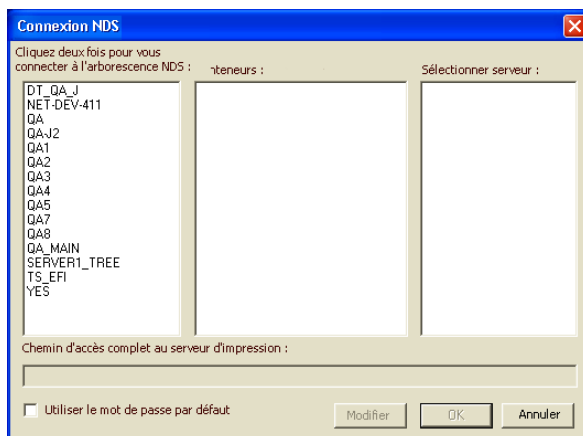 Connexion NDS
Cliquez deux fois pour vous
connecter à l'arborescence NDS :
nteneurs :
Sélectionner serveur :
DT_QA_J
NET-DEV-411
QA
QA-J2
QA1
QA2
QA3
QA4
QA5
QA7
QA8
QA_MAIN
SERVER1_TREE
TS_EFI
YES
Chemin d'accès complet au serveur d'impression :
Utiliser le mot de passe par défaut
Modifier
OK
Annuler